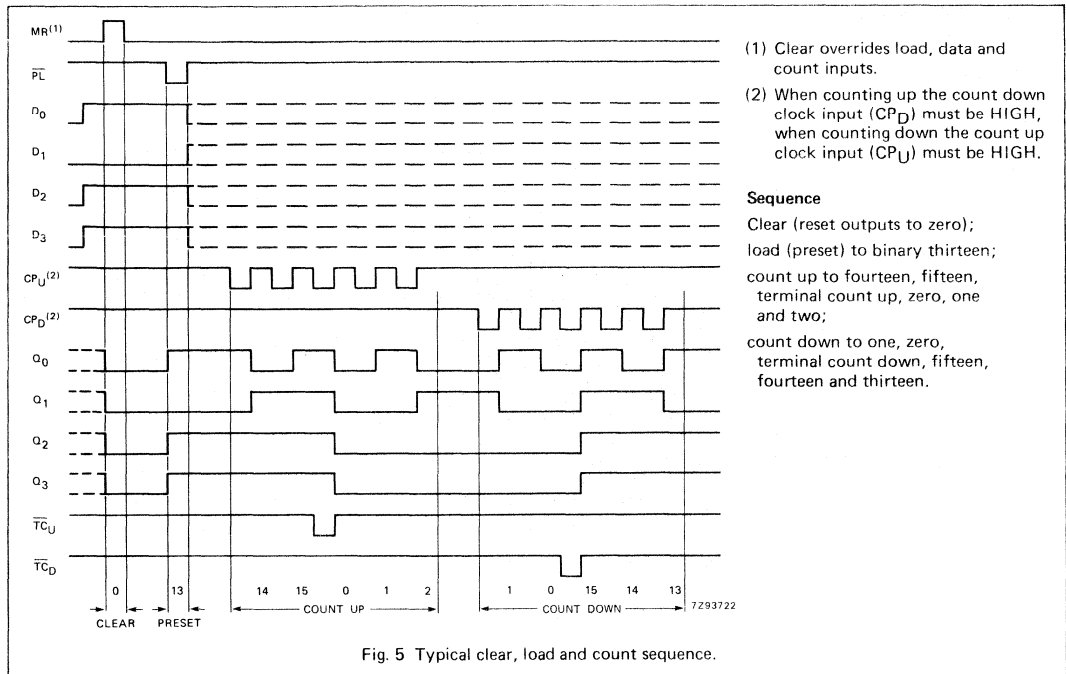 MR(1)
PL
D0
D1
D2
D3
CPU(2)
CPD(2)
Q0
Q1
Q2
Q3
TCU
TCD
0 13 14 15 0 1 2 1 0 15 14 13
CLEAR PRESET COUNT UP COUNT DOWN 7Z93722
(1) Clear overrides load, data and
count inputs.
(2) When counting up the count down
clock input (CPD) must be HIGH,
when counting down the count up
clock input (CPU) must be HIGH.
Sequence
Clear (reset outputs to zero);
load (preset) to binary thirteen;
count up to fourteen, fifteen,
terminal count up, zero, one
and two;
count down to one, zero,
terminal count down, fifteen,
fourteen and thirteen.
Fig. 5 Typical clear, load and count sequence.